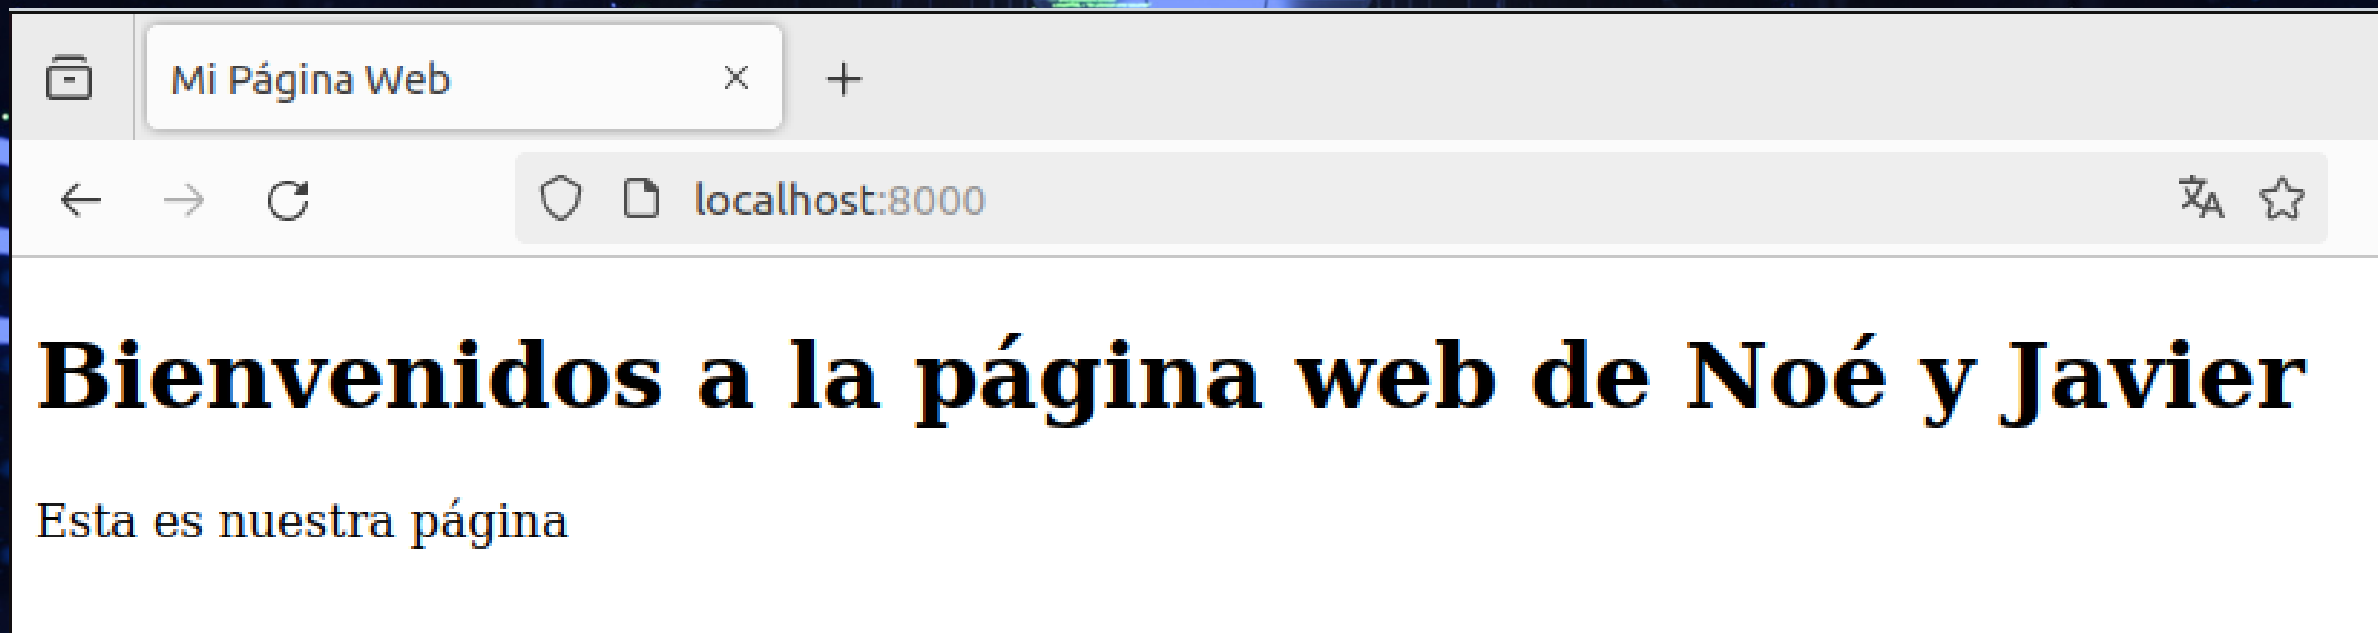 Mi Página Web
localhost:8000
Bienvenidos a la página web de Noé y Javier
Esta es nuestra página